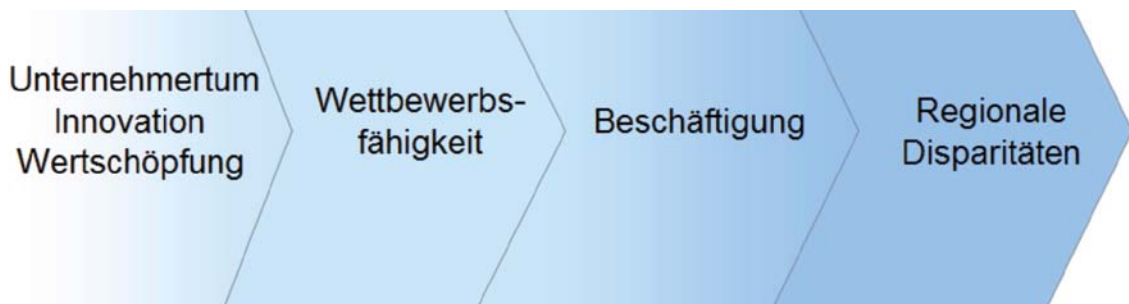 Unternehmertum
Innovation
Wertschöpfung
Wettbewerbs-
fähigkeit
Beschäftigung
Regionale
Disparitäten